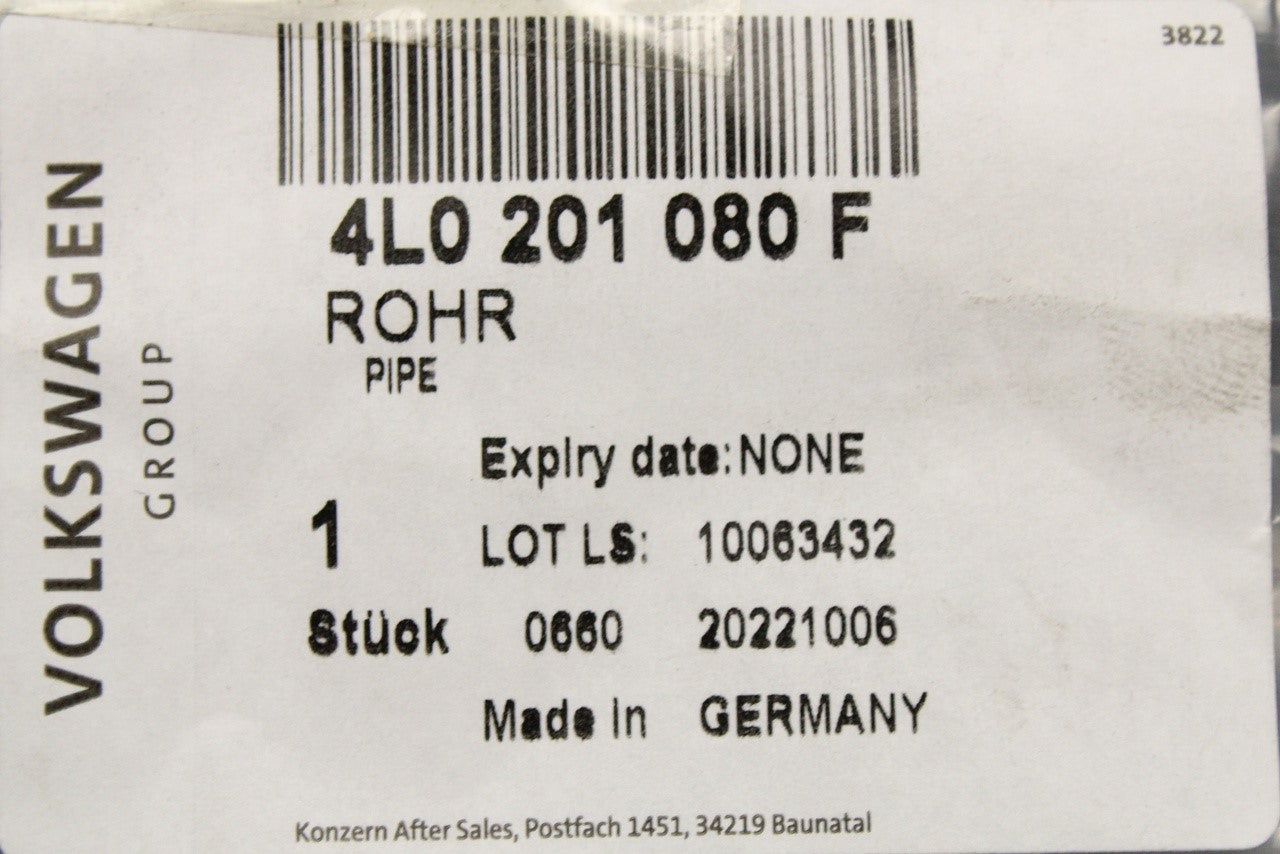 3822
VOLKSWAGEN
GROUP
4L0 201 080 F
ROHR
PIPE
Expiry date:NONE
1 LOT LS: 10063432
Stück 0660 20221006
Made in GERMANY
Konzern After Sales, Postfach 1451, 34219 Baunatal